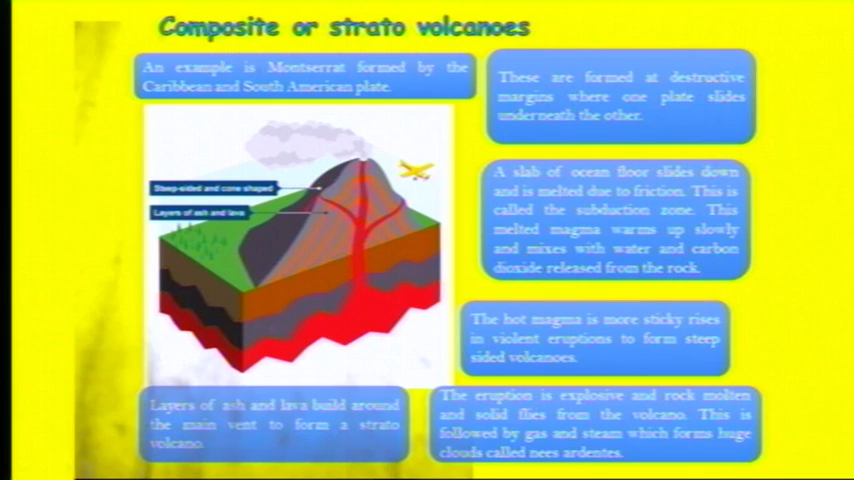 Composite or strato volcanoes
An example is Montserrat formed by the
Caribbean and South American plate.
These are formed at destructive
margins where one plate slides
underneath the other.
Steep-sided and cone shaped
Layers of ash and lava
A slab of ocean floor slides down
and is melted due to friction. This is
called the subduction zone. This
melted magma warms up slowly
and mixes with water and carbon
dioxide released from the rock.
The hot magma is more sticky rises
in violent eruptions to form steep
sided volcanoes.
Layers of ash and lava build around
the main vent to form a strato
volcano.
The eruption is explosive and rock molten
and solid flies from the volcano. This is
followed by gas and steam which forms huge
clouds called nees ardentes.